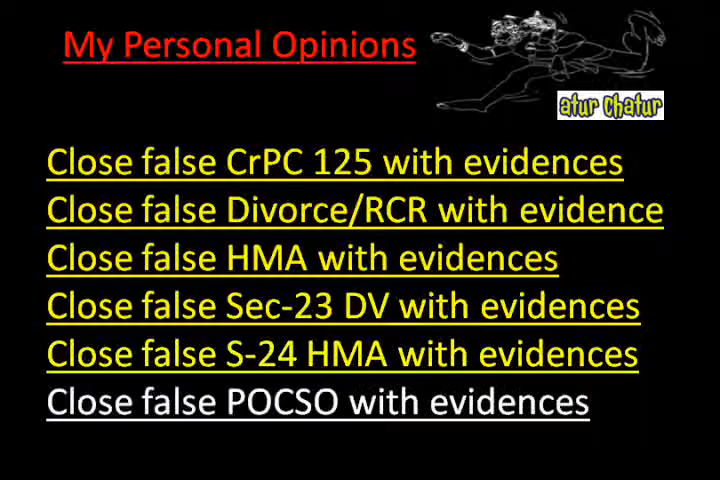 My Personal Opinions
atur chatur
Close false CrPC 125 with evidences
Close false Divorce/RCR with evidence
Close false HMA with evidences
Close false Sec-23 DV with evidences
Close false S-24 HMA with evidences
Close false POCSO with evidences